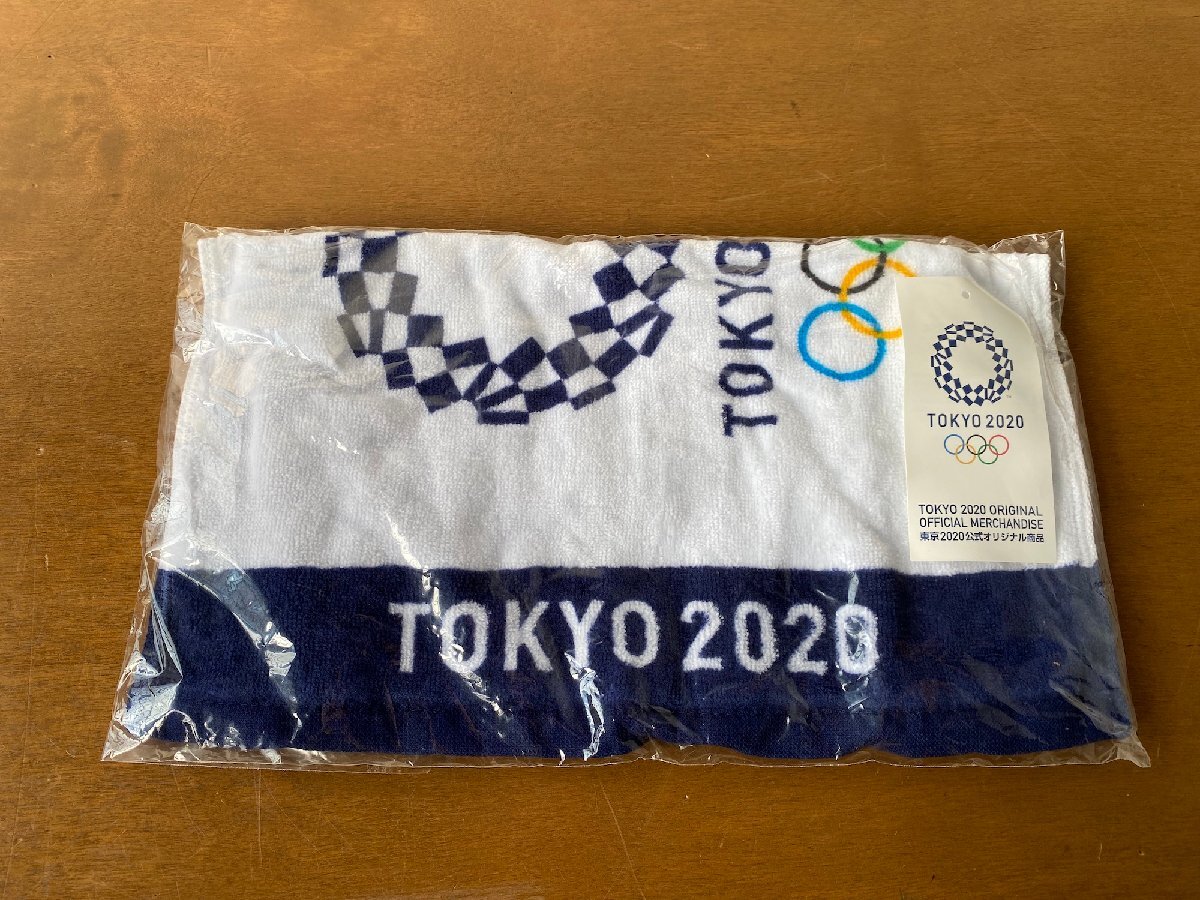 TOKYO
TOKYO 2020
TOKYO 2020 ORIGINAL
OFFICIAL MERCHANDISE
東京2020公式オリジナル商品
TOKYO 2020